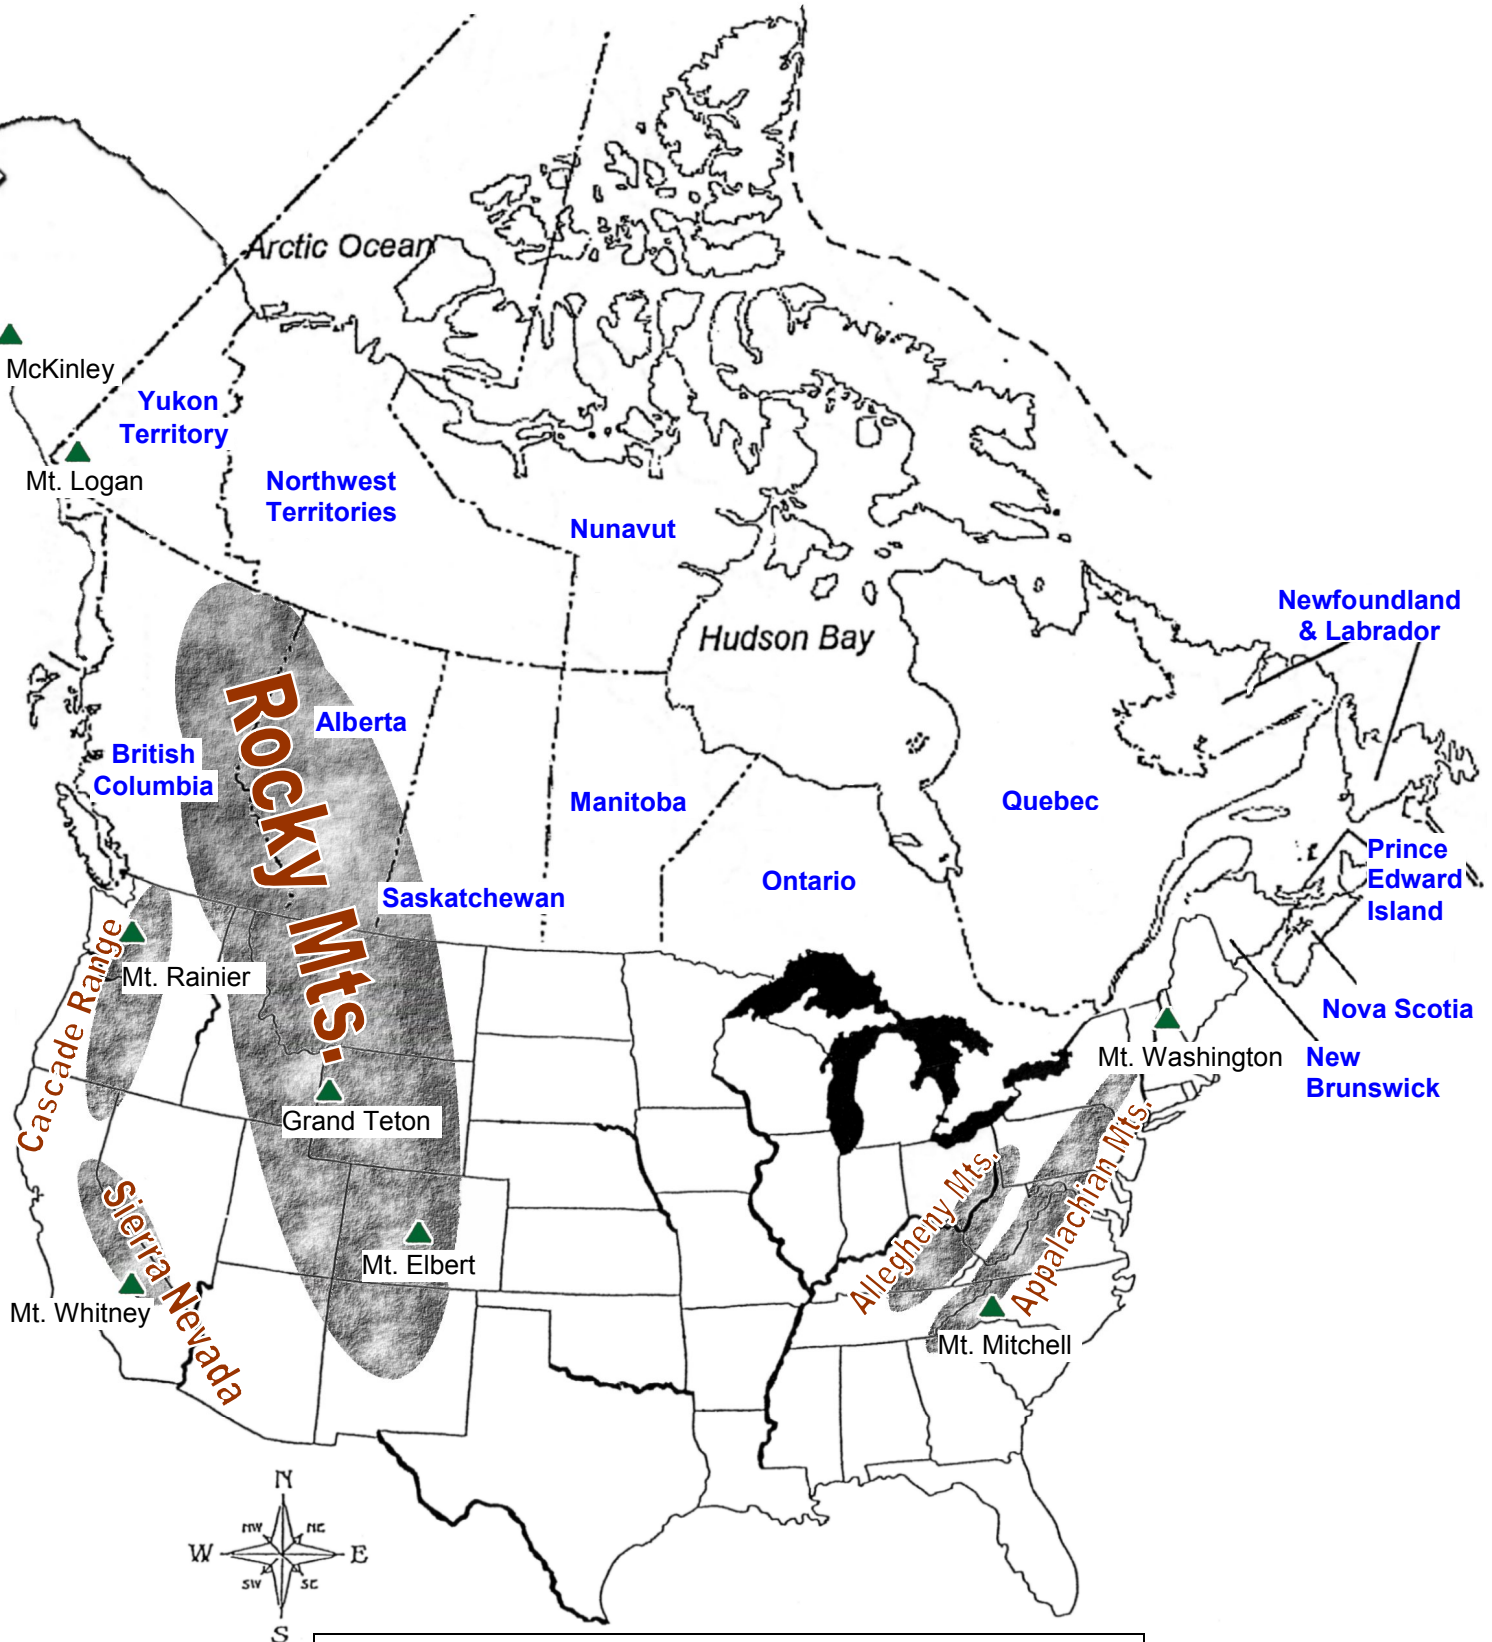 Arctic Ocean
McKinley
Yukon
Territory
Mt. Logan
Northwest
Territories
Nunavut
Newfoundland
& Labrador
Hudson Bay
Rocky Mts.
Alberta
British
Columbia
Manitoba
Quebec
Saskatchewan
Ontario
Prince
Edward
Island
Cascade Range
Mt. Rainier
Nova Scotia
Mt. Washington
New
Brunswick
Grand Teton
Sierra Nevada
Allegheny Mts.
Appalachian Mts.
Mt. Elbert
Mt. Whitney
Mt. Mitchell
N
NW NE
W E
SW SE
S